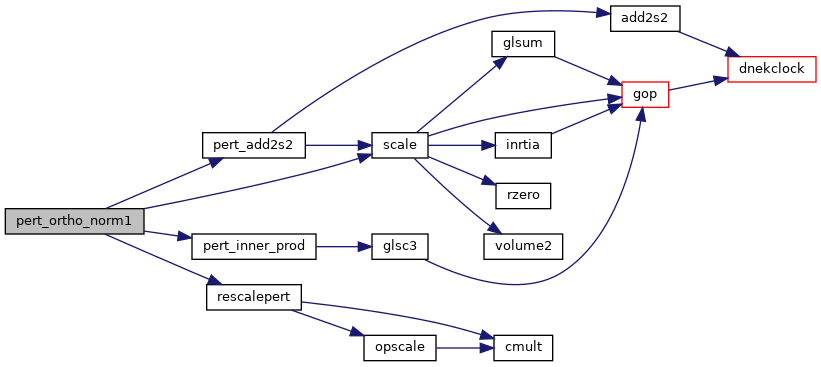 add2s2
glsum
dnekclock
gop
pert_add2s2
scale
inrtia
rzero
pert_ortho_norm1
pert_inner_prod
glsc3
volume2
rescalepert
opscale
cmult